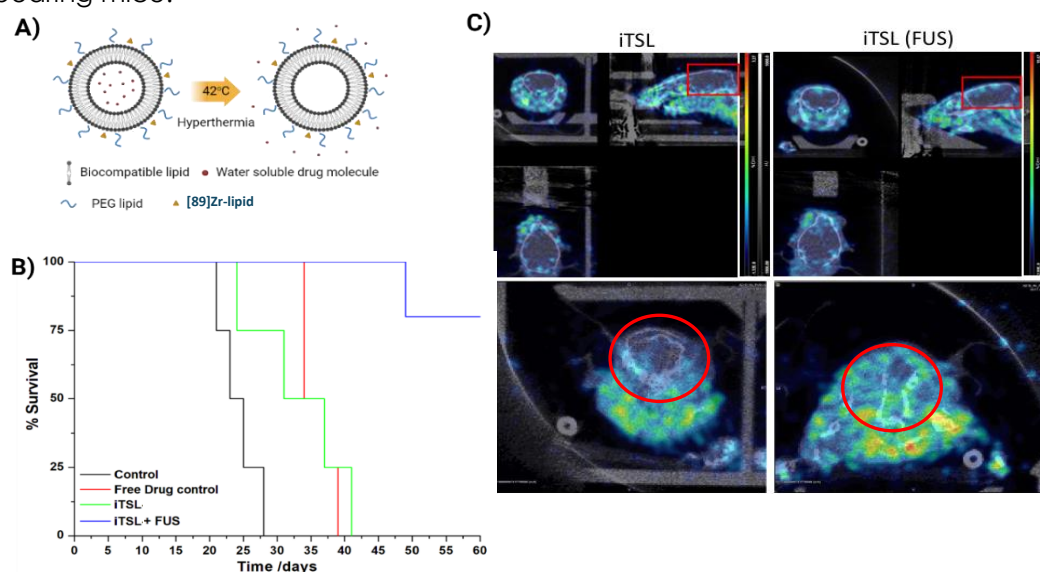 bearing mice.
A)
42°C
Hyperthermia
Biocompatible lipid
Water soluble drug molecule
PEG lipid
[89]Zr-lipid
B)
100
75
50
25
0
% Survival
Control
Free Drug control
iTSL
iTSL + FUS
0 5 10 15 20 25 30 35 40 45 50 55 60
Time /days
C)
iTSL
iTSL (FUS)